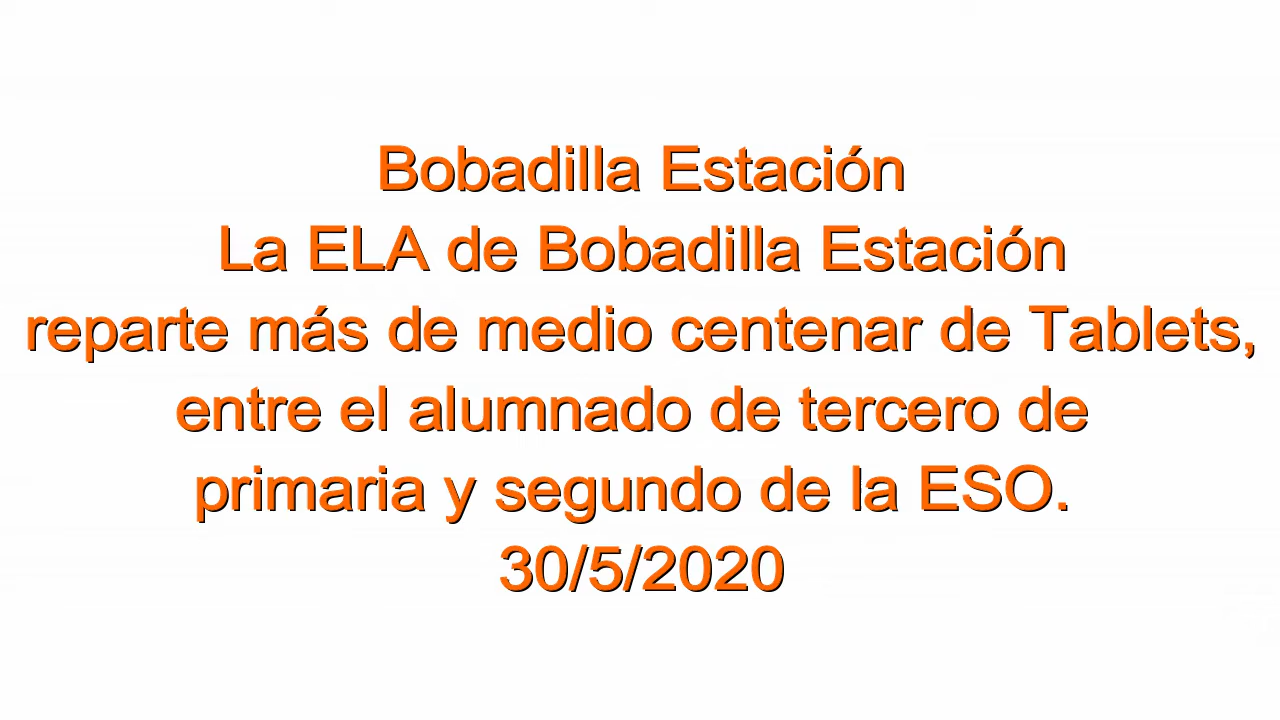 Bobadilla Estación
La ELA de Bobadilla Estación
reparte más de medio centenar de Tablets,
entre el alumnado de tercero de
primaria y segundo de la ESO.
30/5/2020